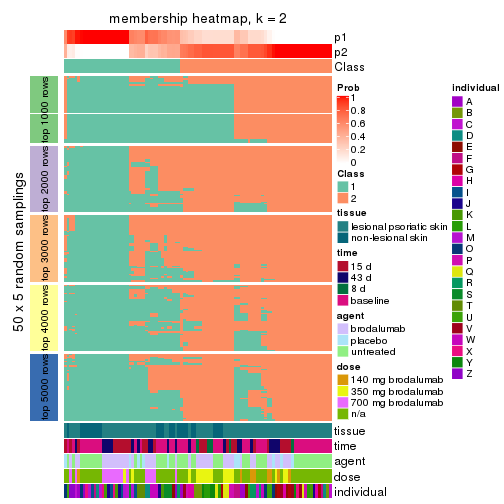 membership heatmap, k = 2
p1
p2
Class
50 x 5 random samplings
top 1000 rows
top 2000 rows
top 3000 rows
top 4000 rows
top 5000 rows
tissue
time
agent
dose
individual
Prob
1
0.8
0.6
0.4
0.2
0
Class
1
2
tissue
lesional psoriatic skin
non-lesional skin
time
15 d
43 d
8 d
baseline
agent
brodalumab
placebo
untreated
dose
140 mg brodalumab
350 mg brodalumab
700 mg brodalumab
n/a
individual
A
B
C
D
E
F
G
H
I
J
K
L
M
O
P
Q
R
S
T
U
V
W
X
Y
Z